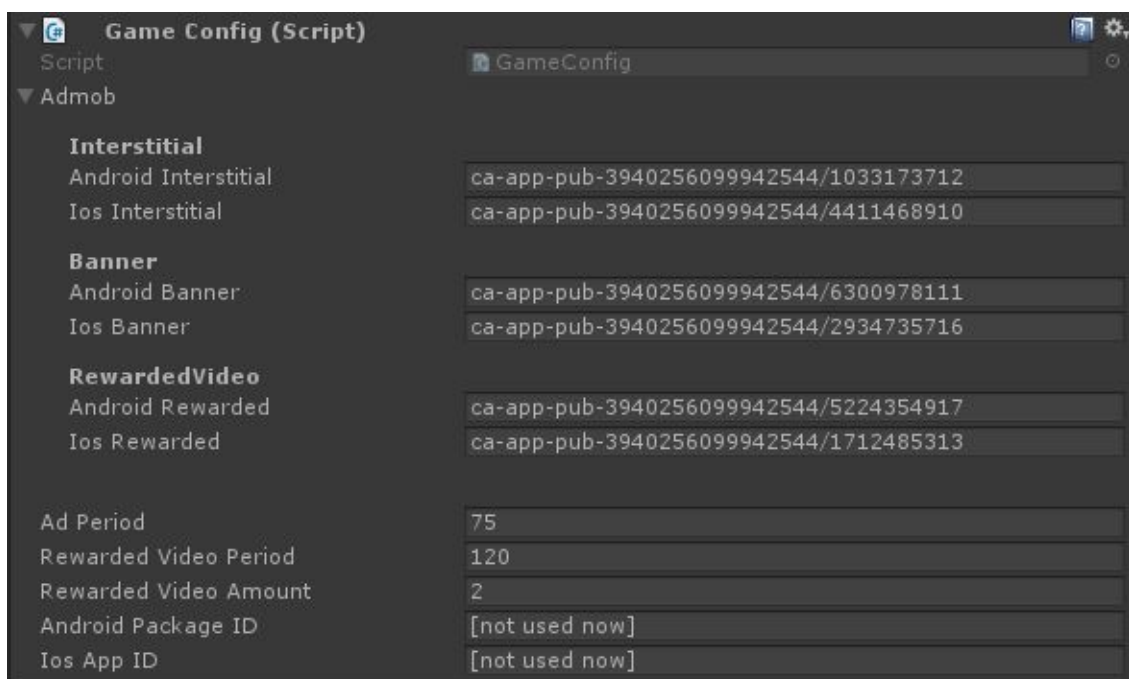 Game Config (Script)
Script GameConfig
Admob
Interstitial
Android Interstitial ca-app-pub-3940256099942544/1033173712
Ios Interstitial ca-app-pub-3940256099942544/4411468910
Banner
Android Banner ca-app-pub-3940256099942544/6300978111
Ios Banner ca-app-pub-3940256099942544/2934735716
RewardedVideo
Android Rewarded ca-app-pub-3940256099942544/5224354917
Ios Rewarded ca-app-pub-3940256099942544/1712485313
Ad Period 75
Rewarded Video Period 120
Rewarded Video Amount 2
Android Package ID [not used now]
Ios App ID [not used now]